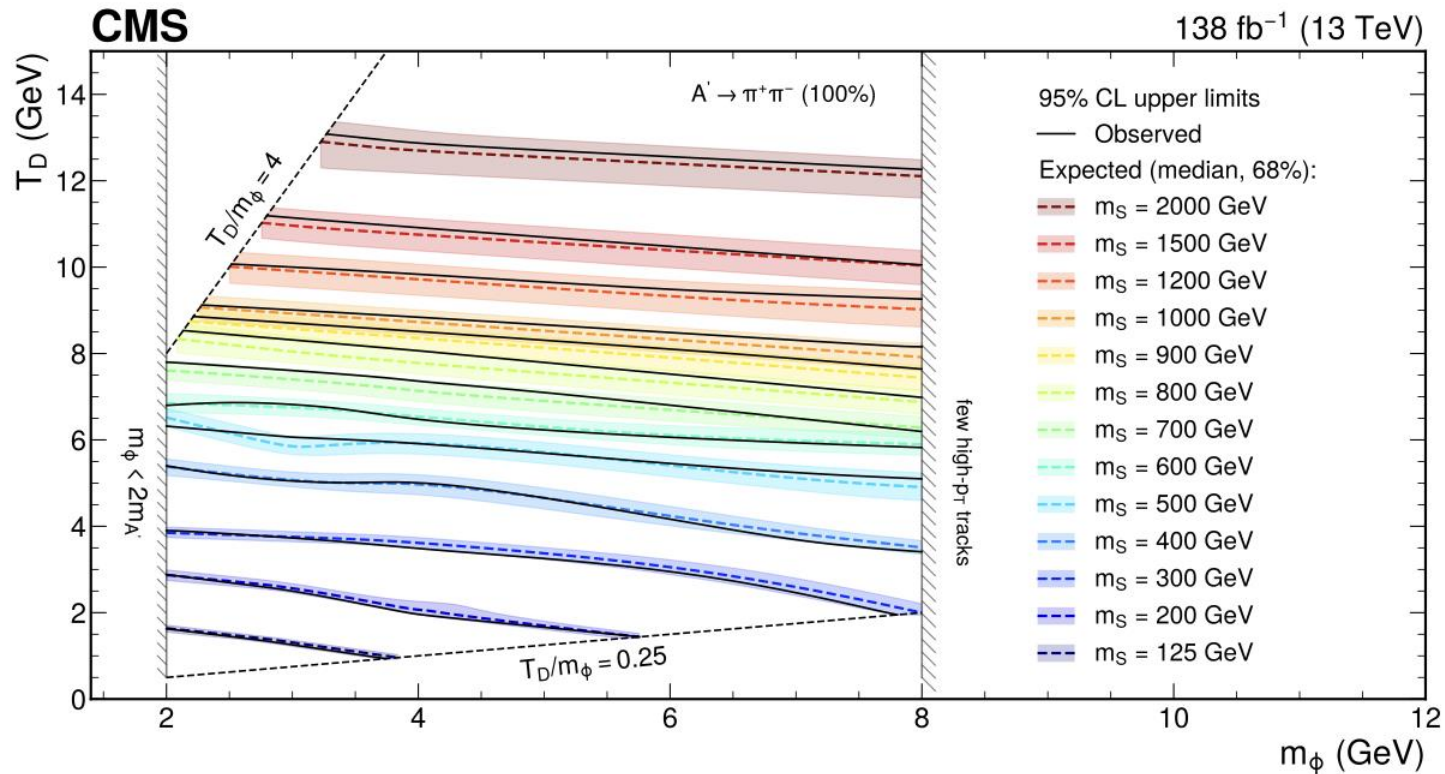 CMS
138 fb⁻¹ (13 TeV)
T_D (GeV)
14
12
10
8
6
4
2
0
A' → π⁺π⁻ (100%)
T_D/m_ϕ = 4
m_ϕ < 2m_A'
few high-p_T tracks
T_D/m_ϕ = 0.25
95% CL upper limits
Observed
Expected (median, 68%):
m_S = 2000 GeV
m_S = 1500 GeV
m_S = 1200 GeV
m_S = 1000 GeV
m_S = 900 GeV
m_S = 800 GeV
m_S = 700 GeV
m_S = 600 GeV
m_S = 500 GeV
m_S = 400 GeV
m_S = 300 GeV
m_S = 200 GeV
m_S = 125 GeV
2 4 6 8 10 12
m_ϕ (GeV)